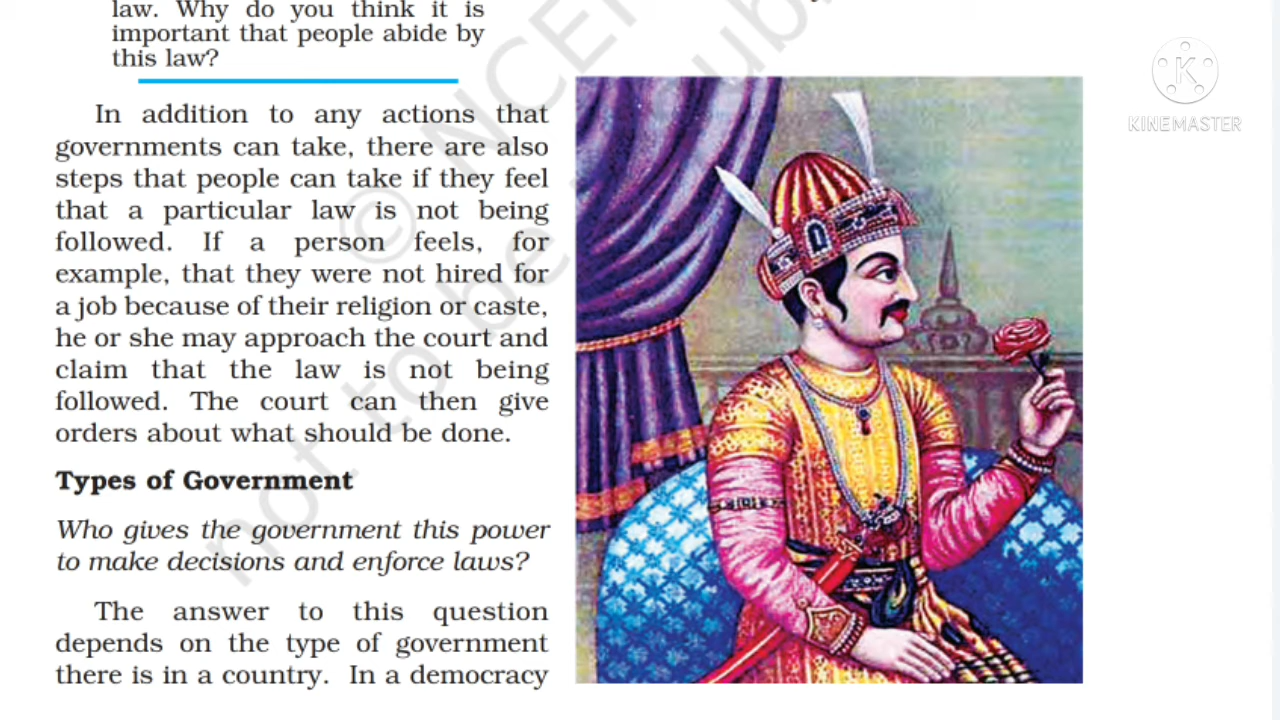 law. Why do you think it is
important that people abide by
this law?
In addition to any actions that
governments can take, there are also
steps that people can take if they feel
that a particular law is not being
followed. If a person feels, for
example, that they were not hired for
a job because of their religion or caste,
he or she may approach the court and
claim that the law is not being
followed. The court can then give
orders about what should be done.
Types of Government
Who gives the government this power
to make decisions and enforce laws?
The answer to this question
depends on the type of government
there is in a country. In a democracy
K
KINEMASTER
© NCE
not to be